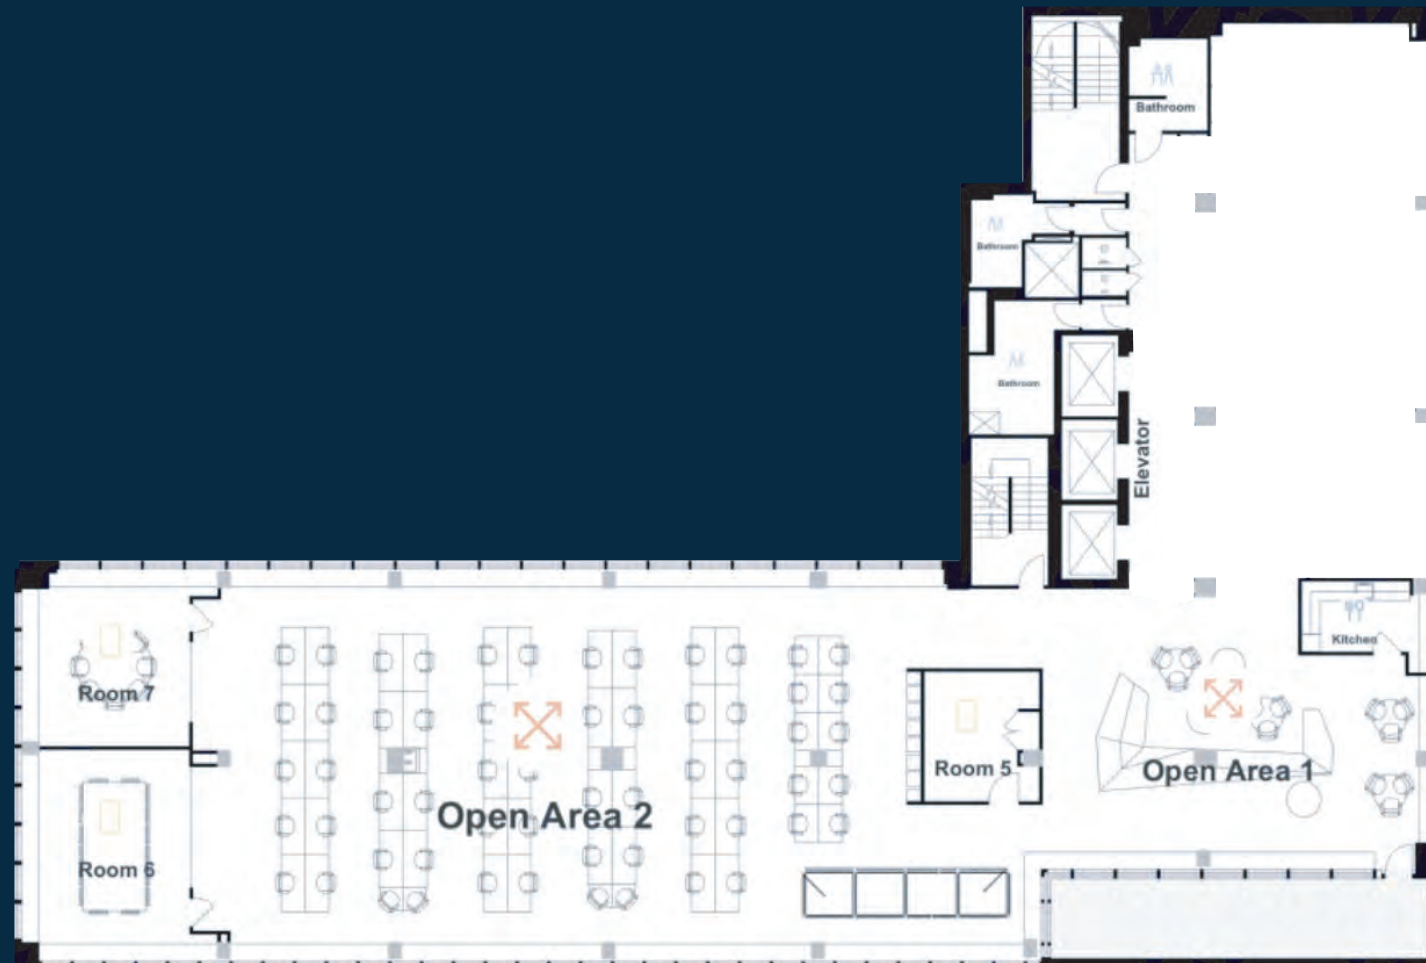 Bathroom
Bathroom
Bathroom
Elevator
Kitchen
Room 7
Room 5
Open Area 1
Open Area 2
Room 6